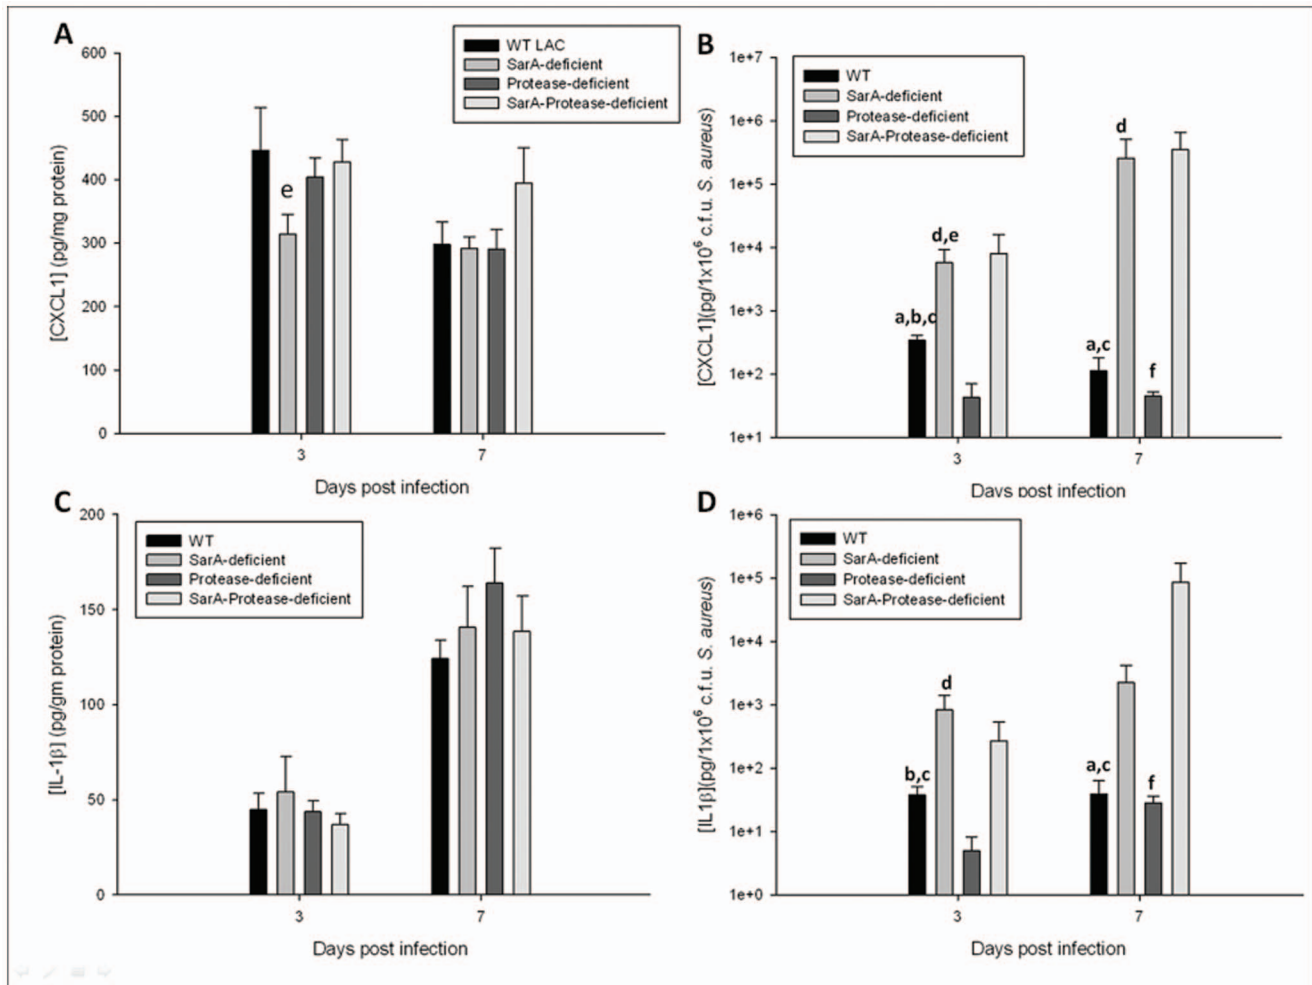 A
[CXCL1] (pg/mg protein)
600
500
400
300
200
100
0
WT LAC
SarA-deficient
Protease-deficient
SarA-Protease-deficient
e
3
7
Days post infection
B
[CXCL1](pg/1x10⁶ c.f.u. S. aureus)
1e+7
1e+6
1e+5
1e+4
1e+3
1e+2
1e+1
WT
SarA-deficient
Protease-deficient
SarA-Protease-deficient
a,b,c
d,e
a,c
d
f
3
7
Days post infection
C
[IL-1β] (pg/gm protein)
200
150
100
50
0
WT
SarA-deficient
Protease-deficient
SarA-Protease-deficient
3
7
Days post infection
D
[IL1β](pg/1x10⁶ c.f.u. S. aureus)
1e+6
1e+5
1e+4
1e+3
1e+2
1e+1
1e+0
WT
SarA-deficient
Protease-deficient
SarA-Protease-deficient
b,c
d
a,c
f
3
7
Days post infection